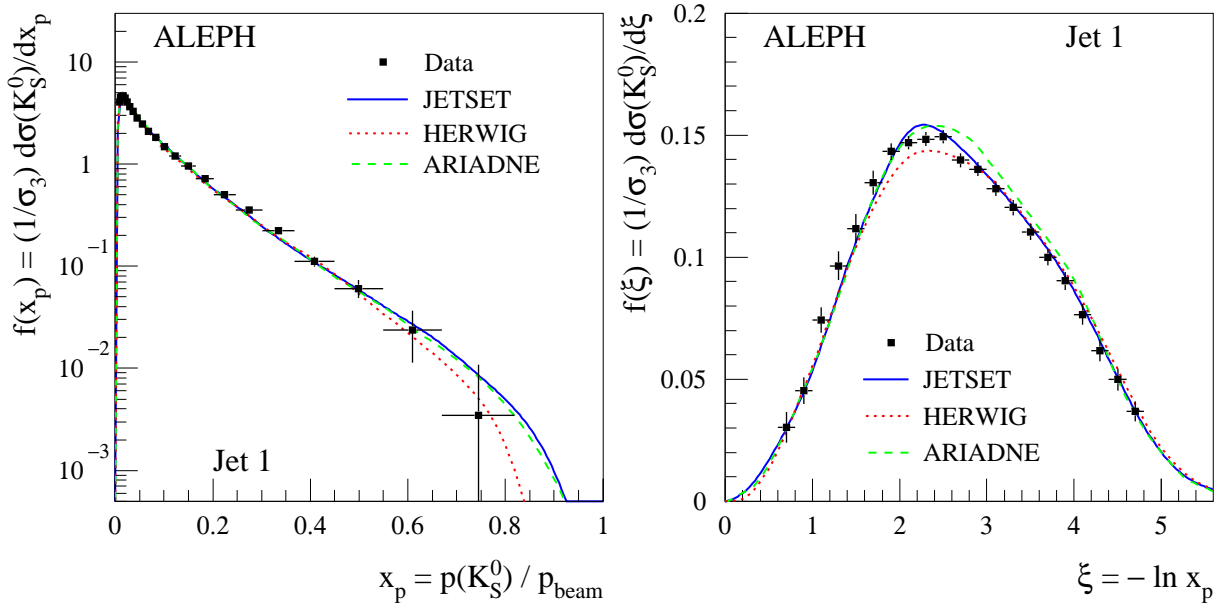 f(x_p) = (1/σ_3) dσ(K_S^0)/dx_p
ALEPH
Data
JETSET
HERWIG
ARIADNE
10
1
10^-1
10^-2
10^-3
Jet 1
0 0.2 0.4 0.6 0.8 1
x_p = p(K_S^0) / p_beam
f(ξ) = (1/σ_3) dσ(K_S^0)/dξ
ALEPH Jet 1
0.2
0.15
0.1
0.05
0
Data
JETSET
HERWIG
ARIADNE
0 1 2 3 4 5
ξ = − ln x_p